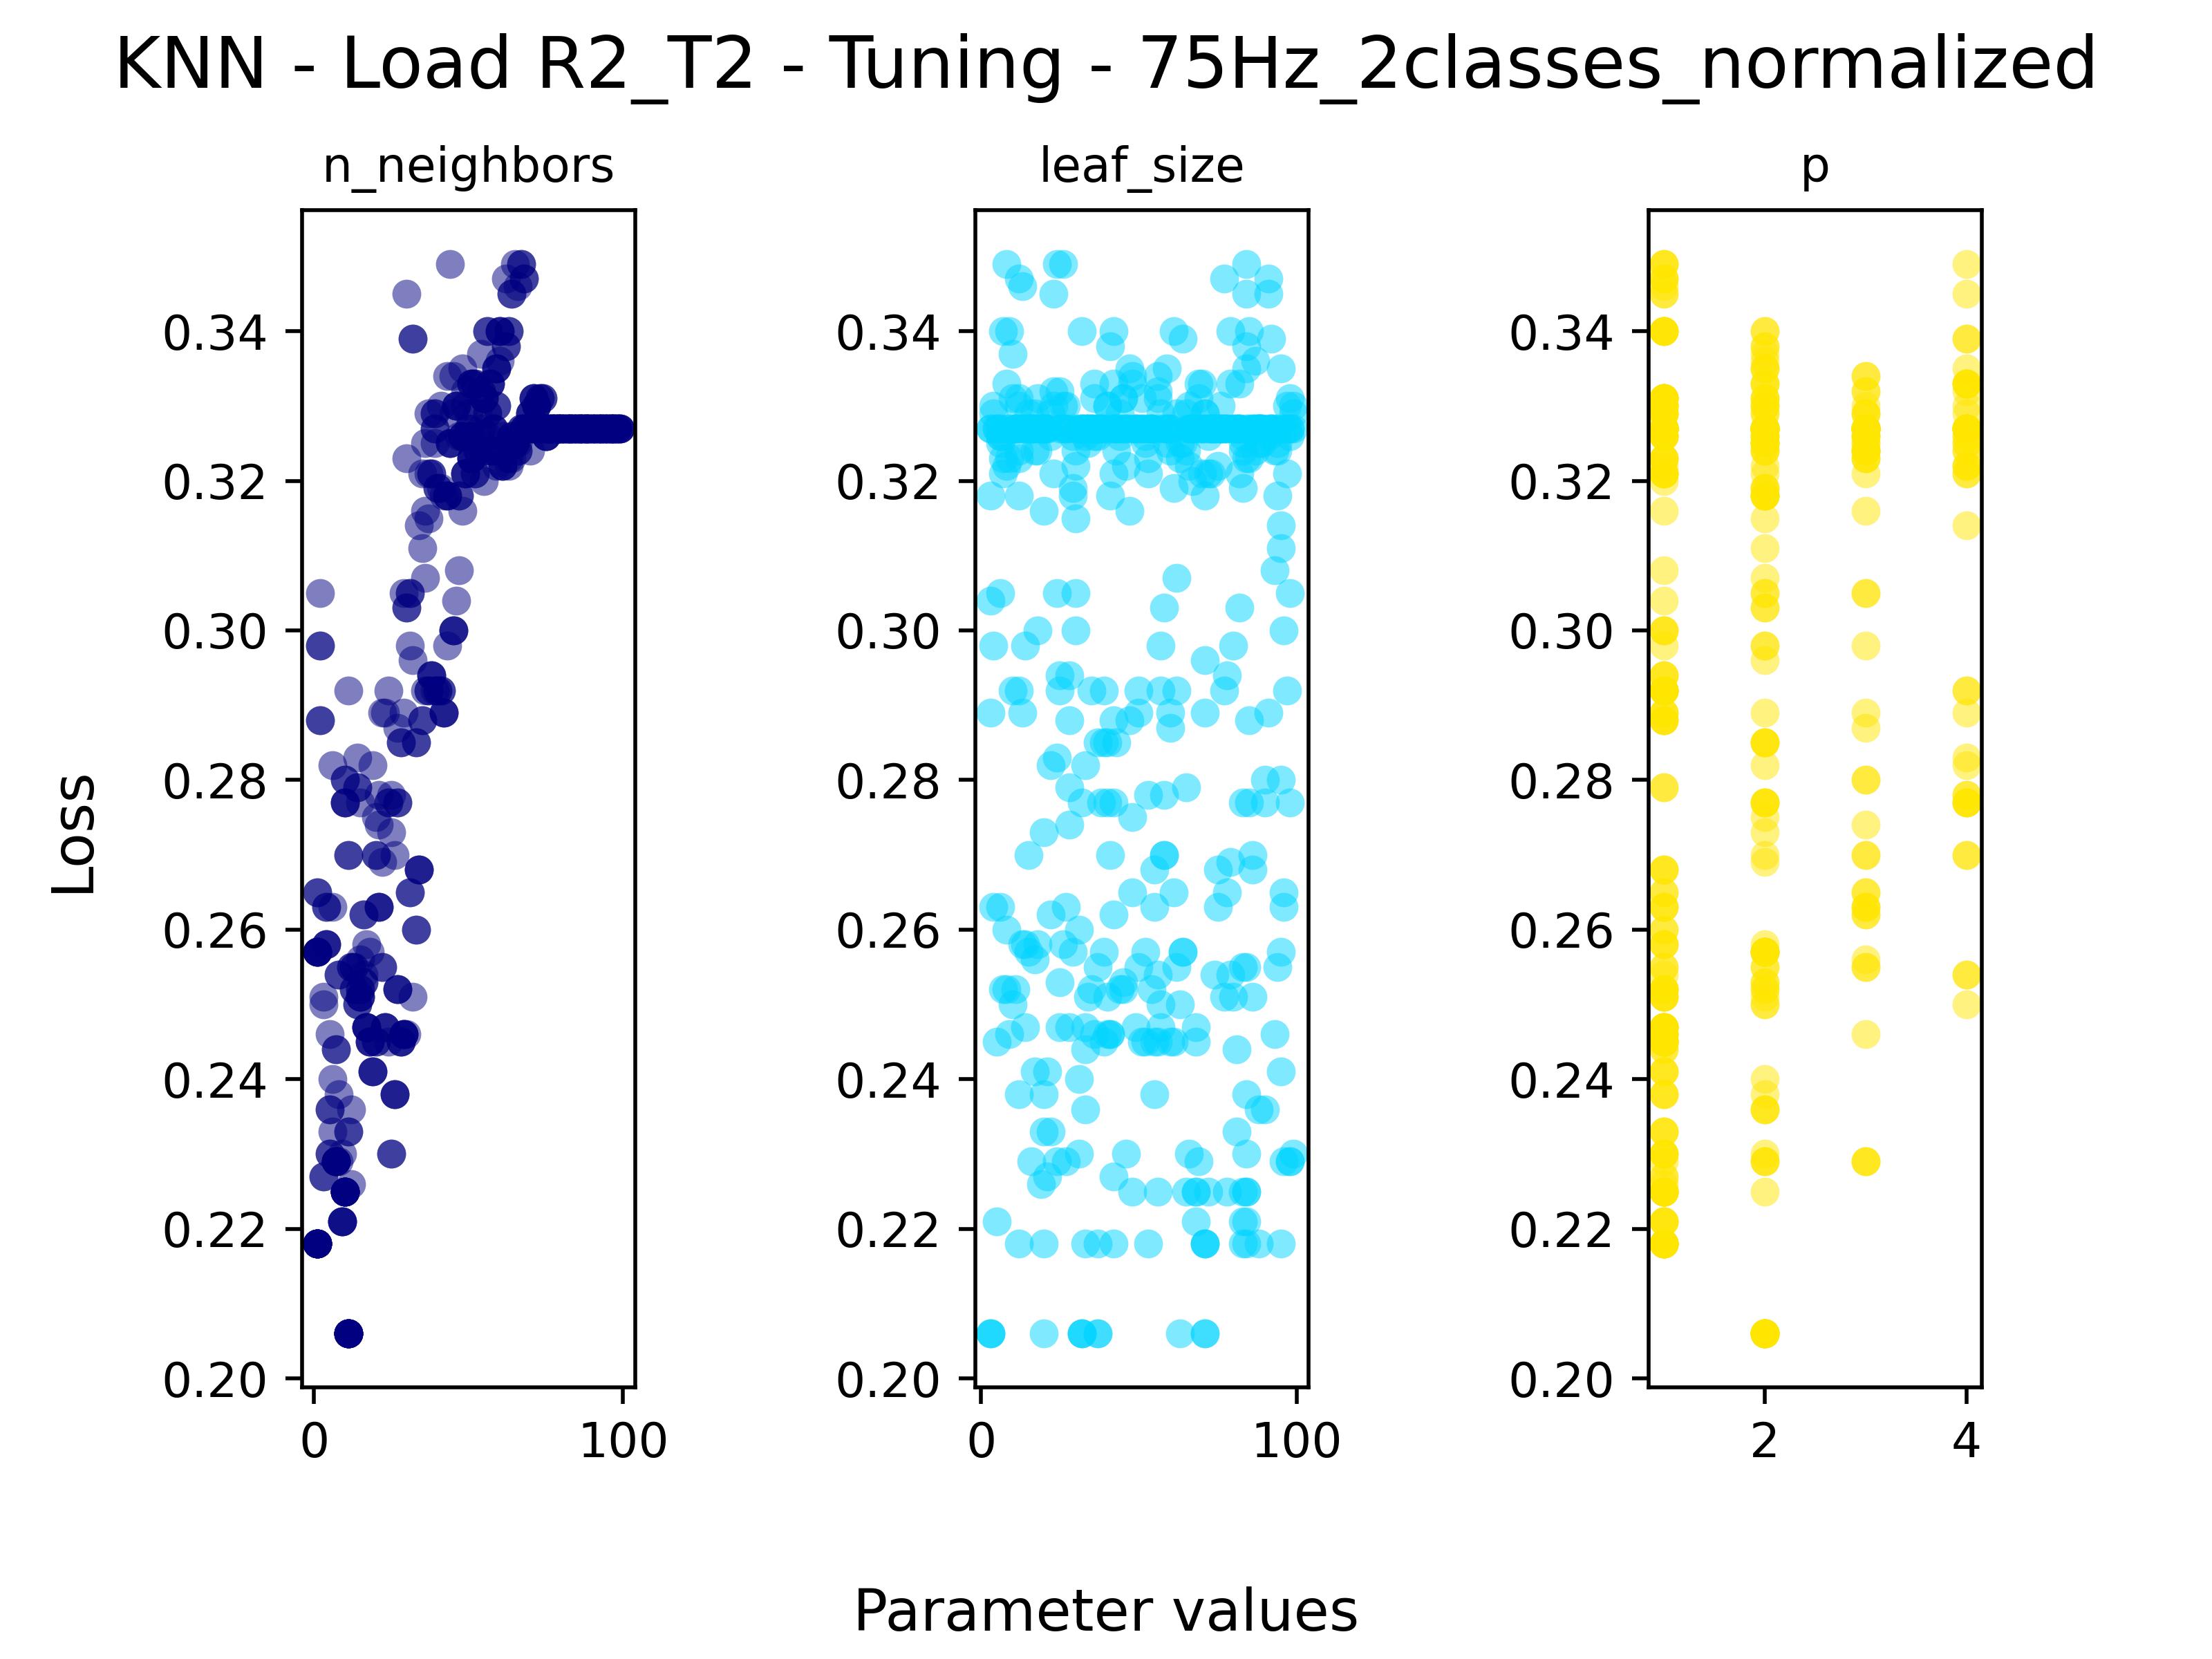 KNN - Load R2_T2 - Tuning - 75Hz_2classes_normalized
n_neighbors leaf_size p
0.34 0.34 0.34
0.32 0.32 0.32
0.30 0.30 0.30
0.28 0.28 0.28
Loss
0.26 0.26 0.26
0.24 0.24 0.24
0.22 0.22 0.22
0.20 0.20 0.20
0 100 0 100 2 4
Parameter values